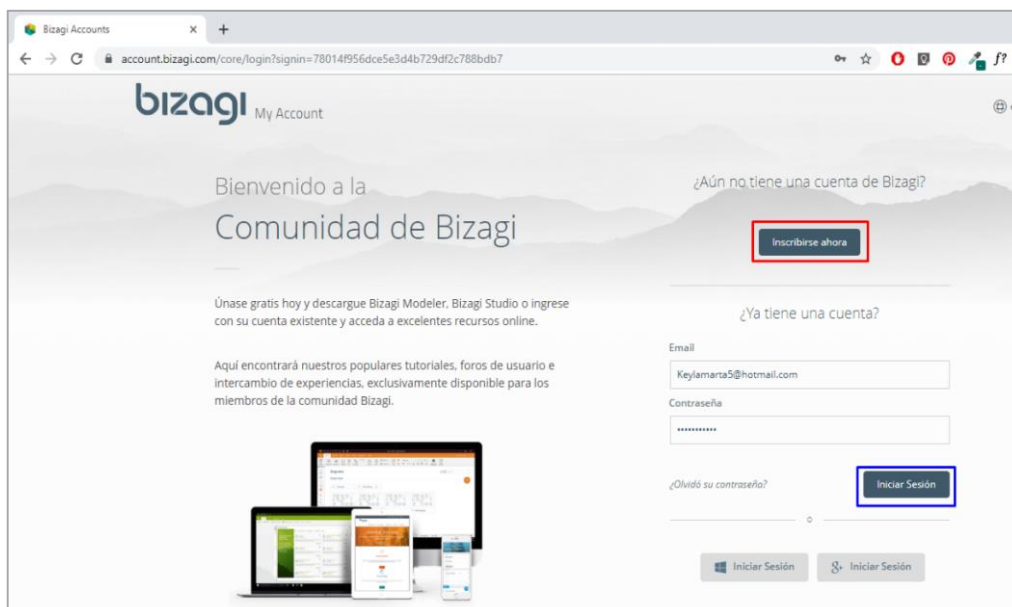 Bizagi Accounts
account.bizagi.com/core/login?signin=78014f956dce5e3d4b729df2c788bdb7
f?
bizagi My Account
Bienvenido a la
Comunidad de Bizagi
Únase gratis hoy y descargue Bizagi Modeler, Bizagi Studio o ingrese
con su cuenta existente y acceda a excelentes recursos online.
Aquí encontrará nuestros populares tutoriales, foros de usuario e
intercambio de experiencias, exclusivamente disponible para los
miembros de la comunidad Bizagi.
¿Aún no tiene una cuenta de Bizagi?
Inscribirse ahora
¿Ya tiene una cuenta?
Email
Keylamarta5@hotmail.com
Contraseña
•••••••••••
¿Olvidó su contraseña?
Iniciar Sesión
o
Iniciar Sesión
g+ Iniciar Sesión